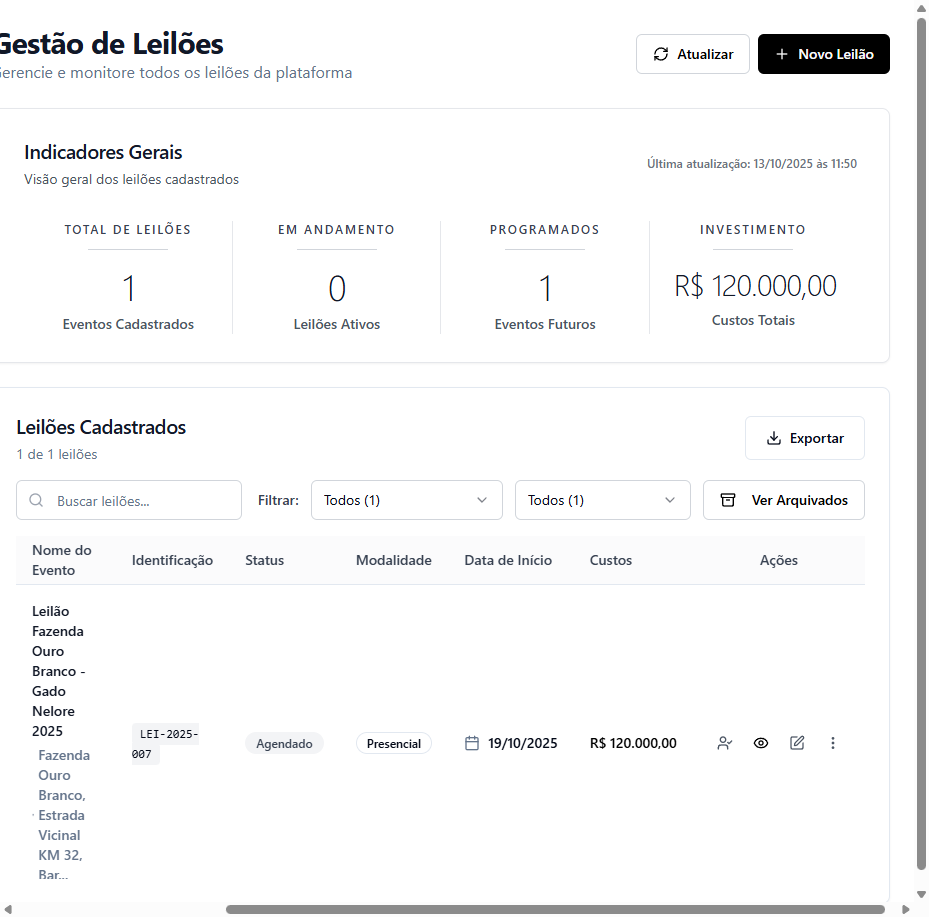 Gestão de Leilões
Gerencie e monitore todos os leilões da plataforma
Atualizar
Novo Leilão
Indicadores Gerais
Visão geral dos leilões cadastrados
Última atualização: 13/10/2025 às 11:50
TOTAL DE LEILÕES
1
Eventos Cadastrados
EM ANDAMENTO
0
Leilões Ativos
PROGRAMADOS
1
Eventos Futuros
INVESTIMENTO
R$ 120.000,00
Custos Totais
Leilões Cadastrados
1 de 1 leilões
Exportar
Buscar leilões...
Filtrar:
Todos (1)
Todos (1)
Ver Arquivados
Nome do
Evento
Identificação
Status
Modalidade
Data de Início
Custos
Ações
Leilão
Fazenda
Ouro
Branco -
Gado
Nelore
2025
Fazenda
Ouro
Branco,
· Estrada
Vicinal
KM 32,
Bar...
LEI-2025-
007
Agendado
Presencial
19/10/2025
R$ 120.000,00